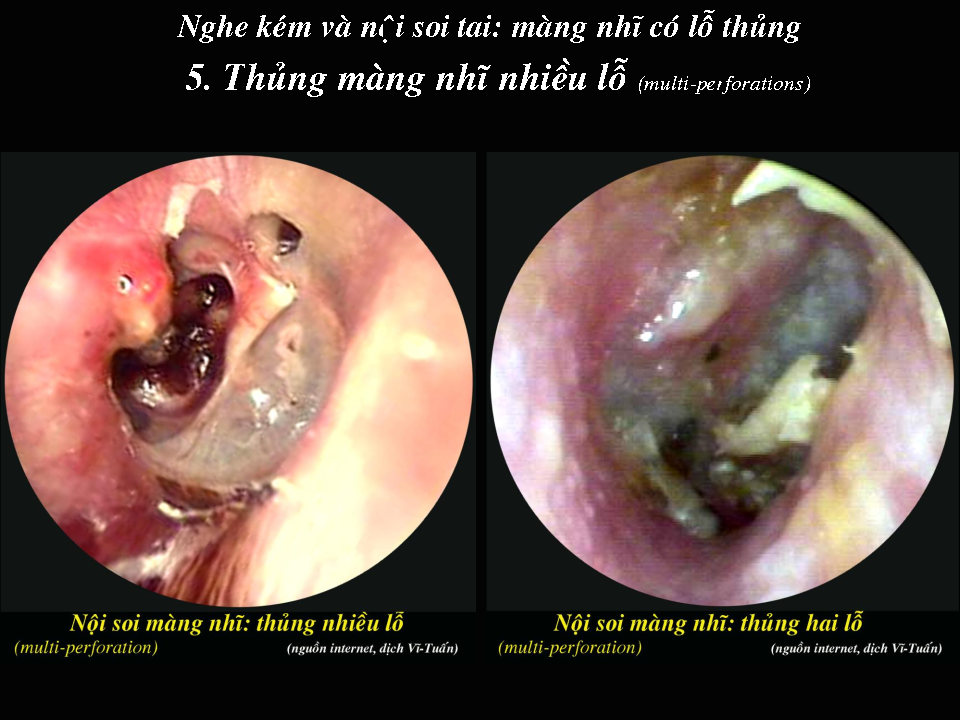 Nghe kém và nội soi tai: màng nhĩ có lỗ thủng
5. Thủng màng nhĩ nhiều lỗ (multi-perforations)
Nội soi màng nhĩ: thủng nhiều lỗ
(multi-perforation) (nguồn internet, dịch Vĩ-Tuấn)
Nội soi màng nhĩ: thủng hai lỗ
(multi-perforation) (nguồn internet, dịch Vĩ-Tuấn)